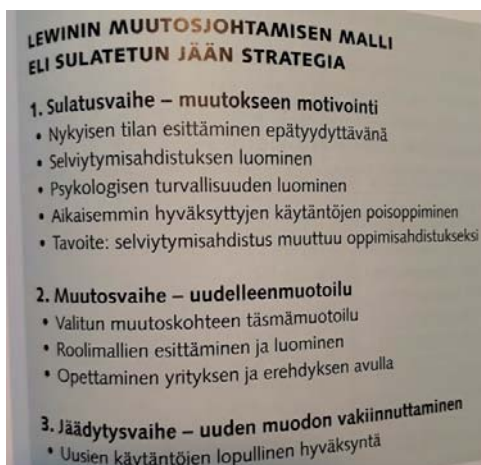 LEWININ MUUTOSJOHTAMISEN MALLI
ELI SULATETUN JÄÄN STRATEGIA
1. Sulatusvaihe – muutokseen motivointi
• Nykyisen tilan esittäminen epätyydyttävänä
• Selviytymisahdistuksen luominen
• Psykologisen turvallisuuden luominen
• Aikaisemmin hyväksyttyjen käytäntöjen poisoppiminen
• Tavoite: selviytymisahdistus muuttuu oppimisahdistukseksi
2. Muutosvaihe – uudelleenmuotoilu
• Valitun muutoskohteen täsmämuotoilu
• Roolimallien esittäminen ja luominen
• Opettaminen yrityksen ja erehdyksen avulla
3. Jäädytysvaihe – uuden muodon vakiinnuttaminen
• Uusien käytäntöjen lopullinen hyväksyntä